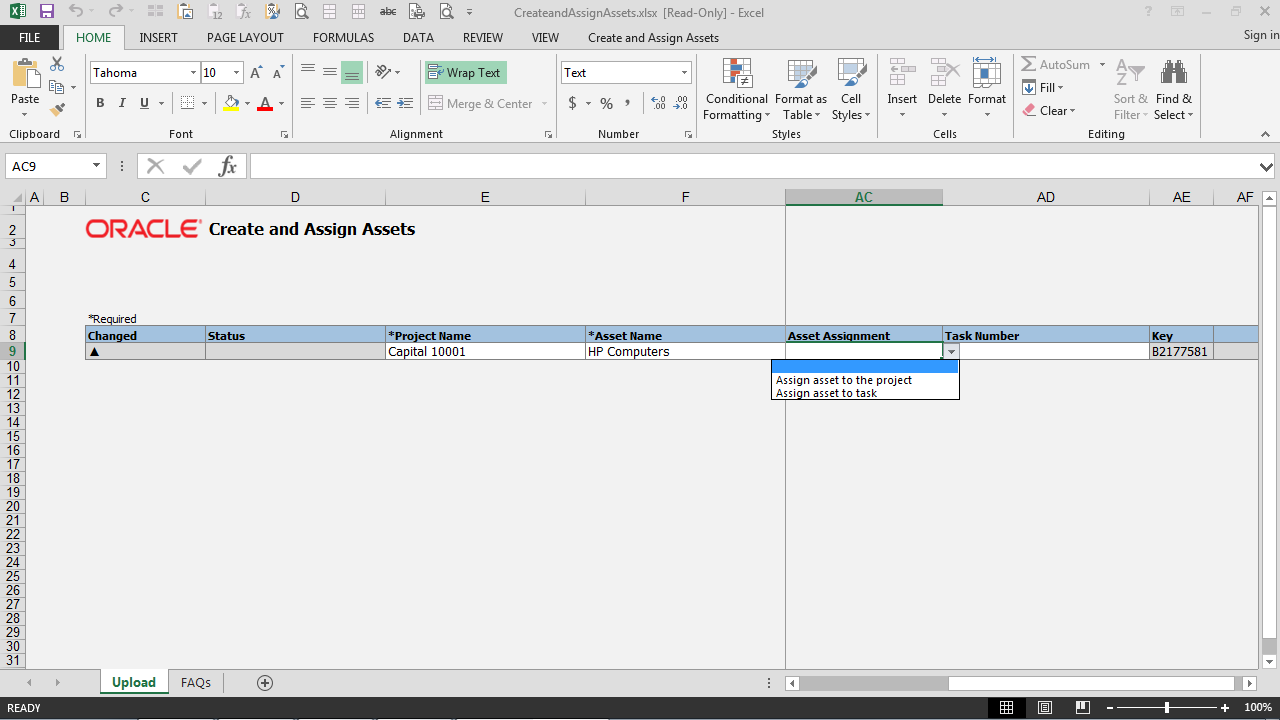 CreateandAssignAssets.xlsx [Read-Only] - Excel
FILE HOME INSERT PAGE LAYOUT FORMULAS DATA REVIEW VIEW Create and Assign Assets Sign in
Tahoma 10 Wrap Text Text AutoSum
Fill
Paste B I U Merge & Center $ % , Conditional Formatting Format as Table Cell Styles Insert Delete Format Clear Sort & Filter Find & Select
Clipboard Font Alignment Number Styles Cells Editing
AC9 fx
A B C D E F AC AD AE AF
1
2 ORACLE Create and Assign Assets
3
4
5
6
7 *Required
8 Changed Status *Project Name *Asset Name Asset Assignment Task Number Key
9 ▲ Capital 10001 HP Computers B2177581
10
11 Assign asset to the project
12 Assign asset to task
13
14
15
16
17
18
19
20
21
22
23
24
25
26
27
28
29
30
31
Upload FAQs
READY 100%